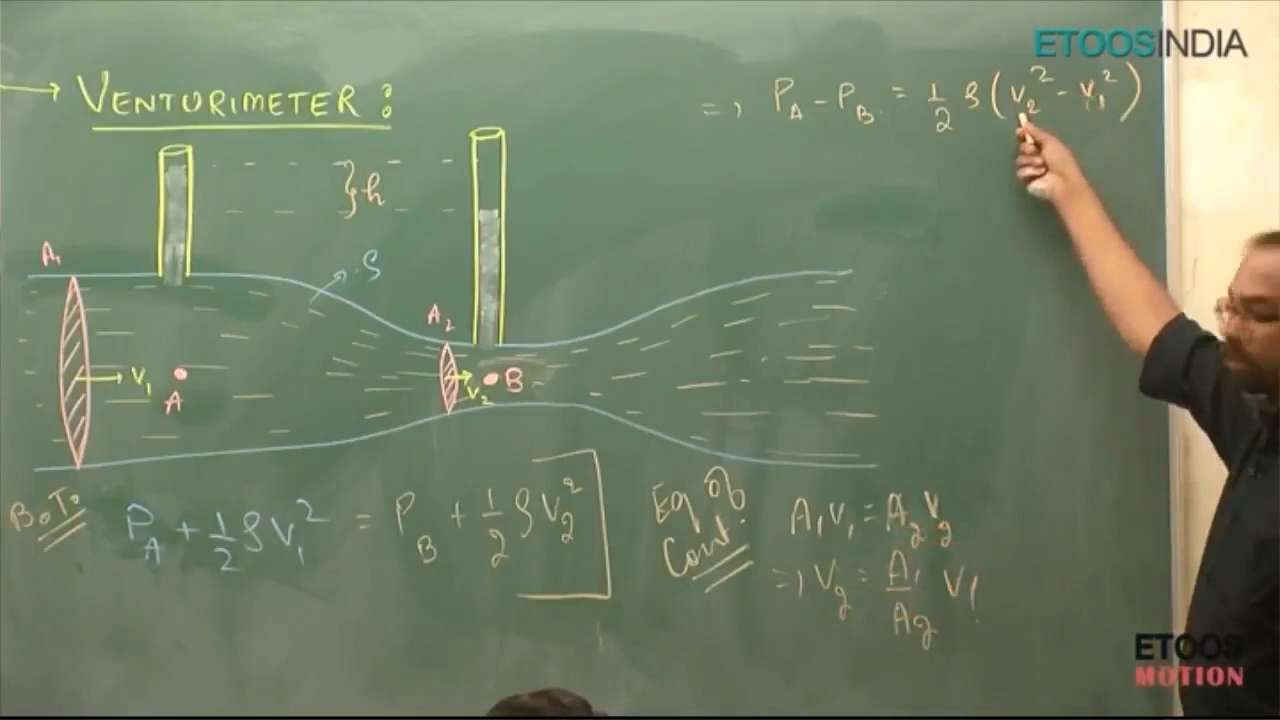 ETOOSINDIA
→ VENTURIMETER :
=> P_A - P_B = 1/2 ρ (v_2^2 - v_1^2)
} h
A_1
ρ
A_2
v_1
A
v_2
B
B.T.
P_A + 1/2 ρ v_1^2 = P_B + 1/2 ρ v_2^2
Eq of
Cont.
A_1 v_1 = A_2 v_2
=> v_2 = A_1/A_2 v_1
ETOOS
MOTION